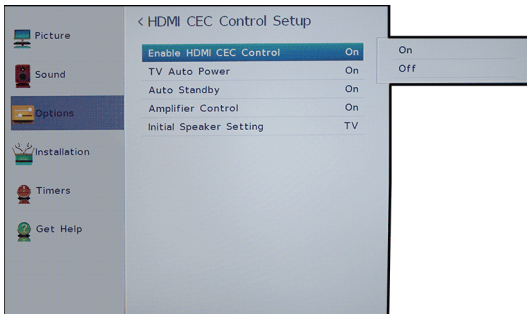 Picture
Sound
Options
Installation
Timers
Get Help
< HDMI CEC Control Setup
Enable HDMI CEC Control On
TV Auto Power On
Auto Standby On
Amplifier Control On
Initial Speaker Setting TV
On
Off